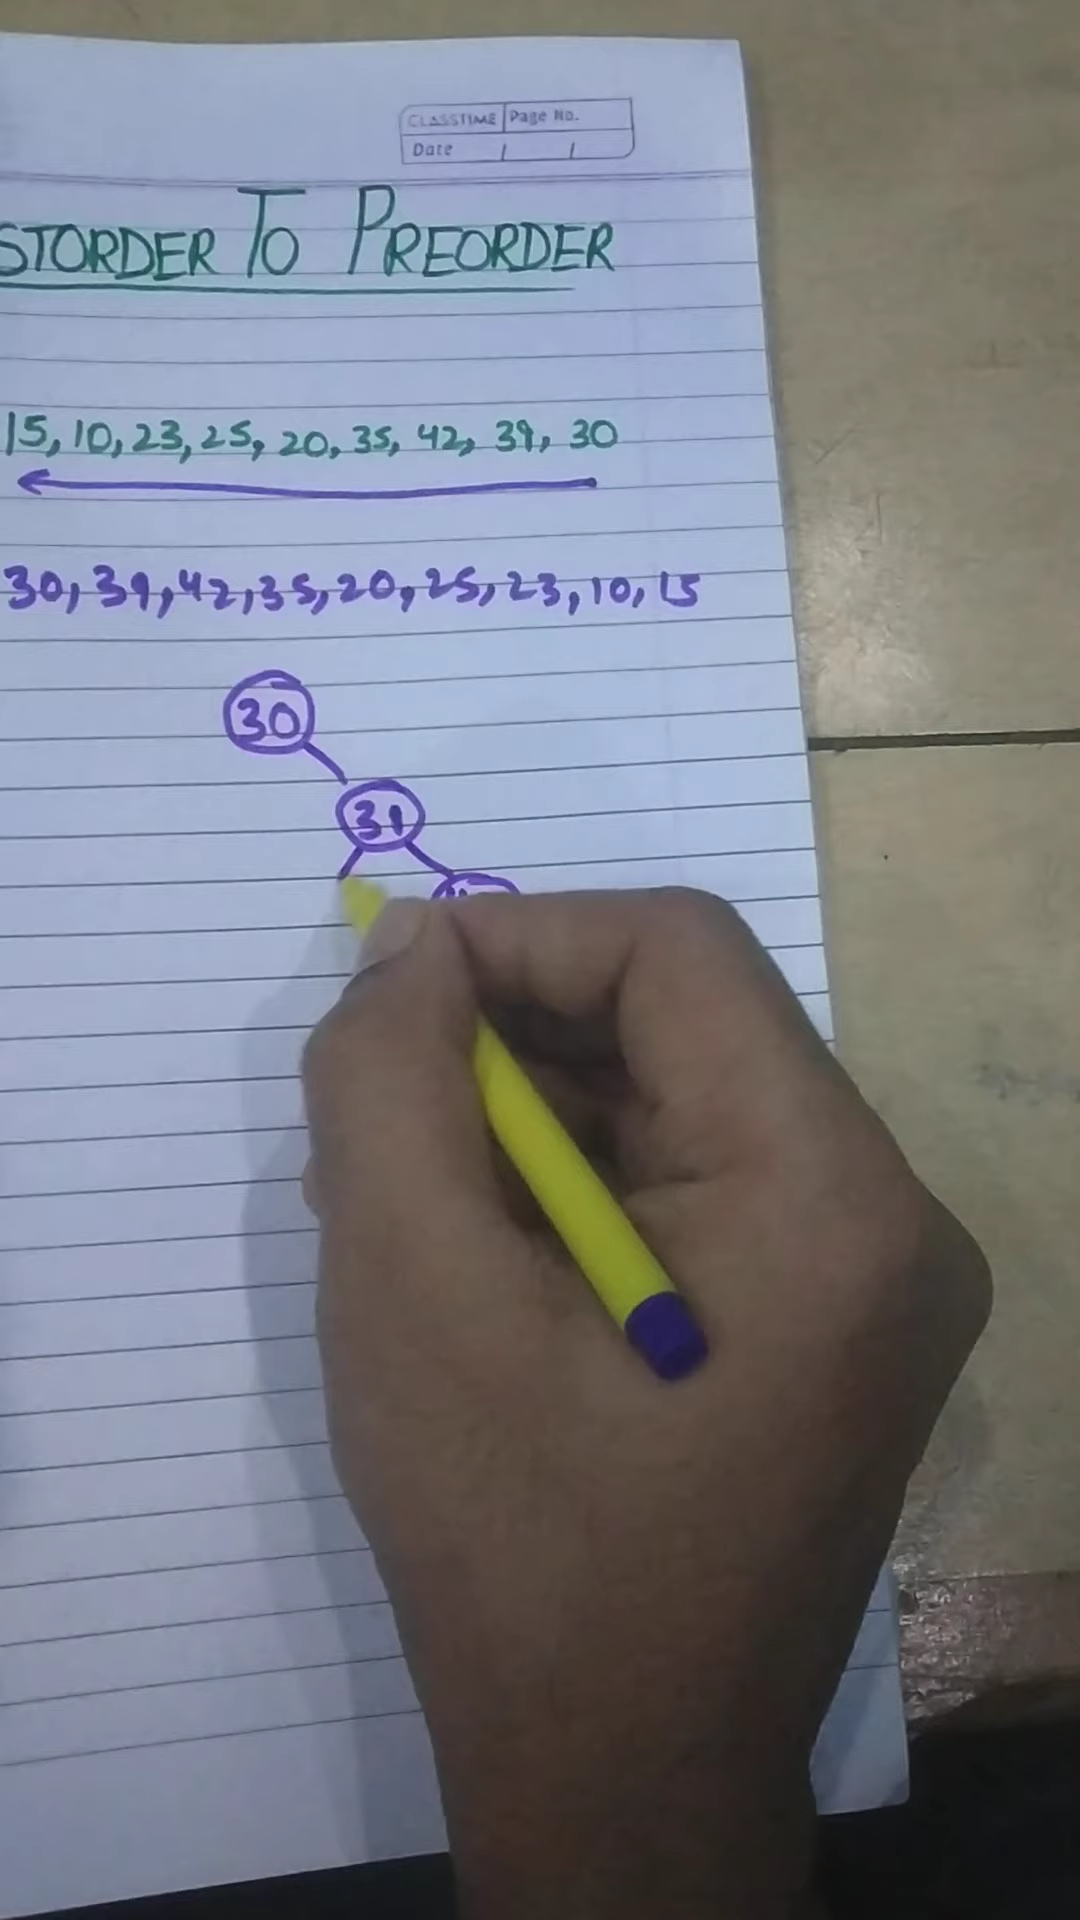 CLASSTIME Page No.
Date / /
STORDER TO PREORDER
15, 10, 23, 25, 20, 35, 42, 39, 30
30, 39, 42, 35, 20, 25, 23, 10, 15
30
39